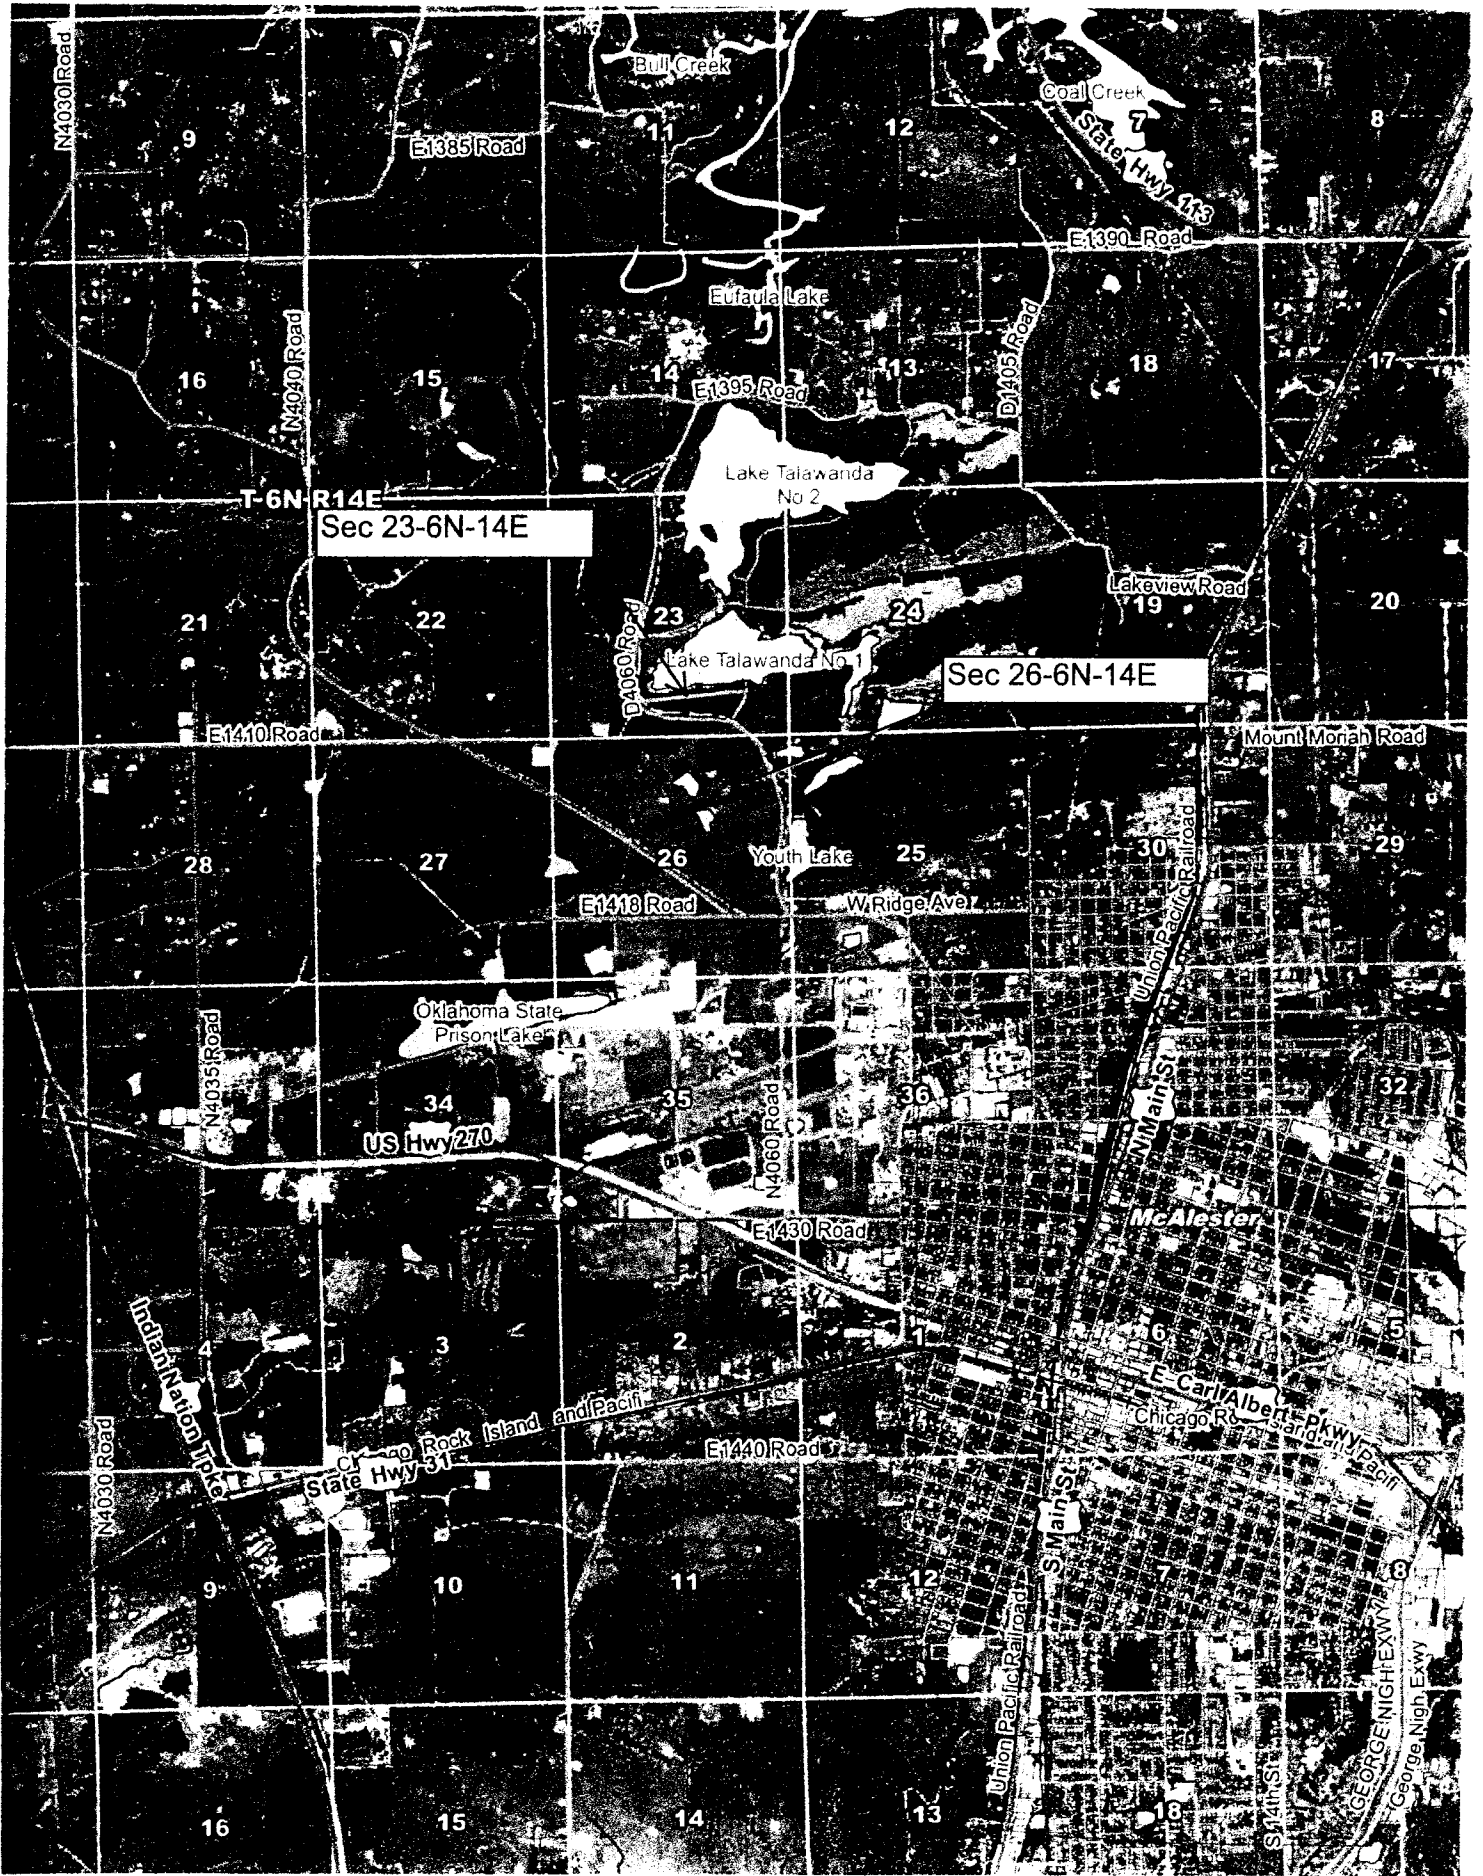 Bull Creek
Coal Creek
N4030 Road
9
E1385 Road
11
12
7
8
State Hwy 113
E1390 Road
Eufaula Lake
N4040 Road
16
15
14
13
D1405 Road
18
17
E1395 Road
Lake Talawanda
No 2
T-6N-R14E
Sec 23-6N-14E
Lakeview Road
21
22
23
24
19
20
D4060 Road
Lake Talawanda No 1
Sec 26-6N-14E
E1410 Road
Mount Moriah Road
28
27
26
Youth Lake
25
30
29
Union Pacific Railroad
E1418 Road
W Ridge Ave
Oklahoma State
Prison Lake
N4035 Road
34
35
N4060 Road
36
N Main St
32
US Hwy 270
McAlester
E1430 Road
Indian Nation Tpke
4
3
2
1
6
5
E Carl Albert Pkwy
Chicago Ro
and Pacifi
Rock Island and Pacifi
E1440 Road
State Hwy 31
N4030 Road
S Main St
9
10
11
12
7
8
Union Pacific Railroad
S 14th St
GEORGE NIGH EXWY
George Nigh Exwy
16
15
14
13
18